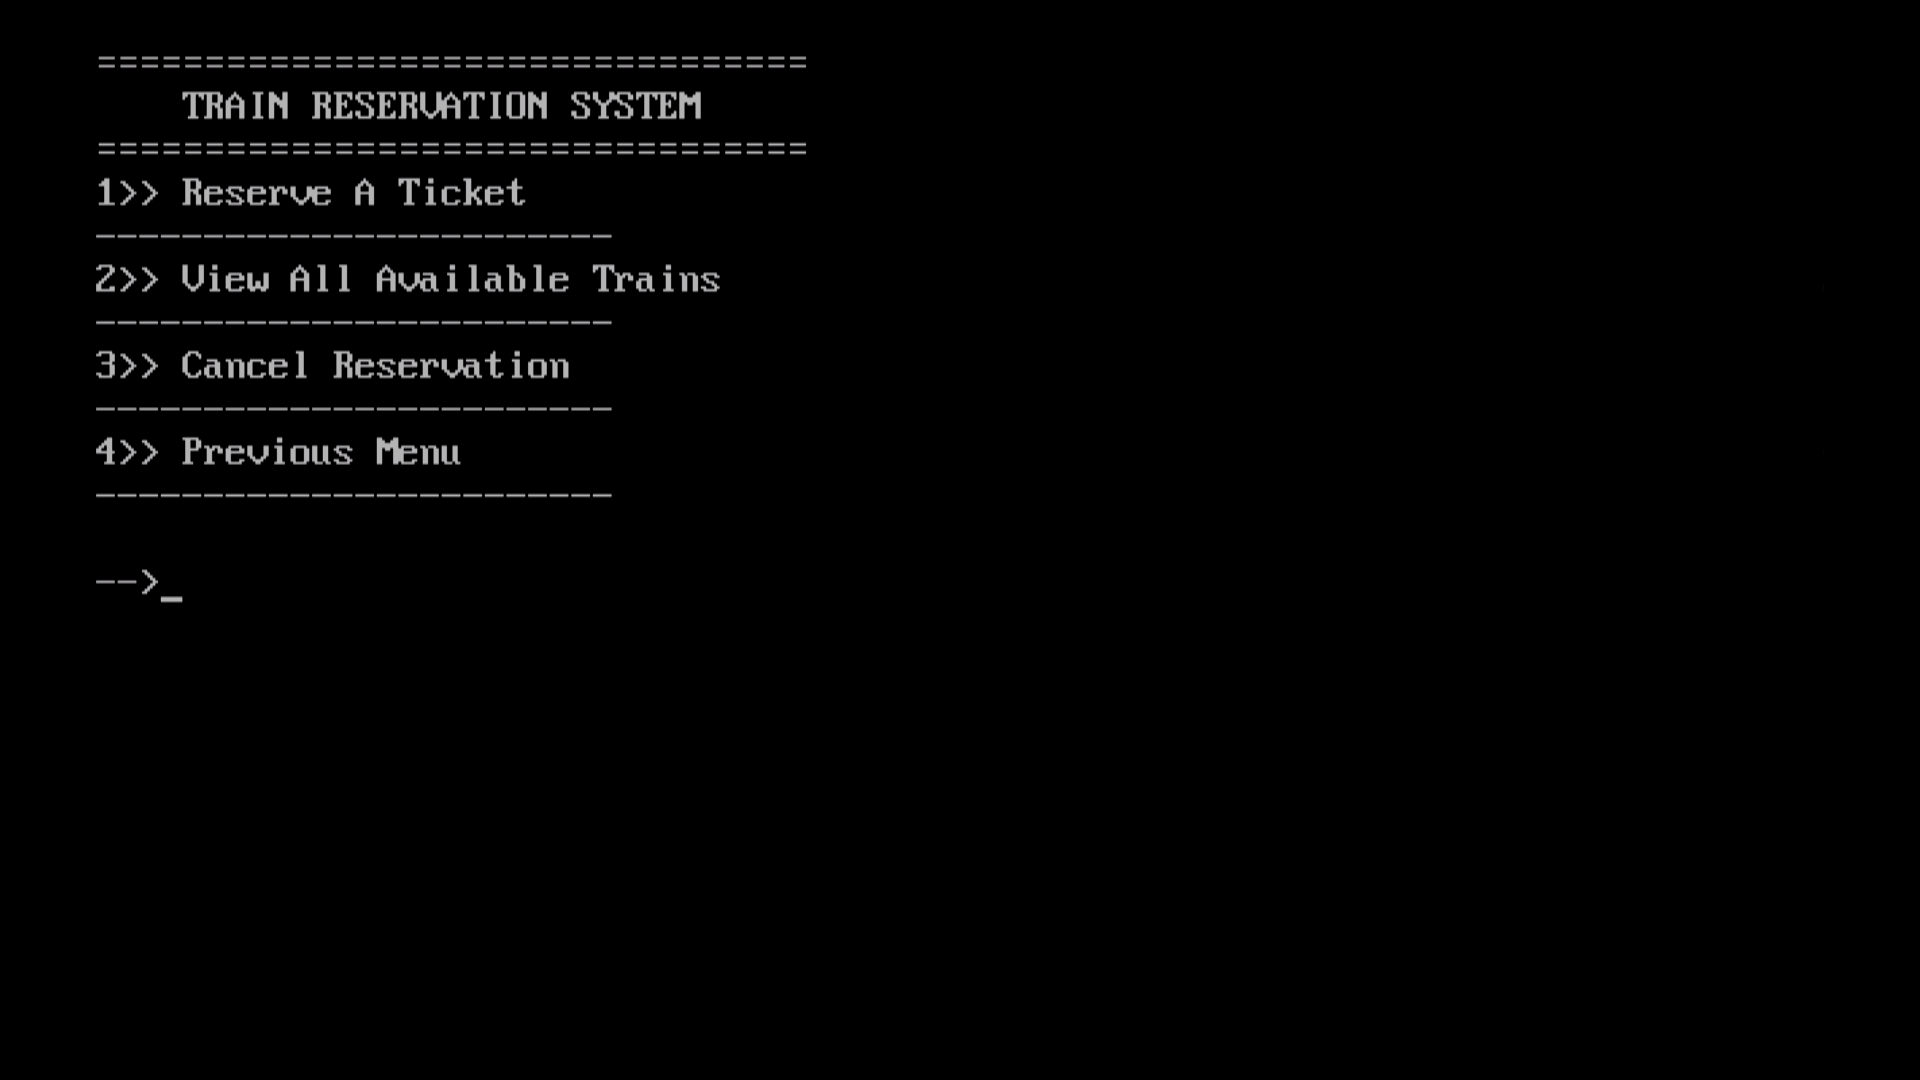 =================================
TRAIN RESERVATION SYSTEM
=================================
1>> Reserve A Ticket
------------------------
2>> View All Available Trains
------------------------
3>> Cancel Reservation
------------------------
4>> Previous Menu
------------------------
-->_